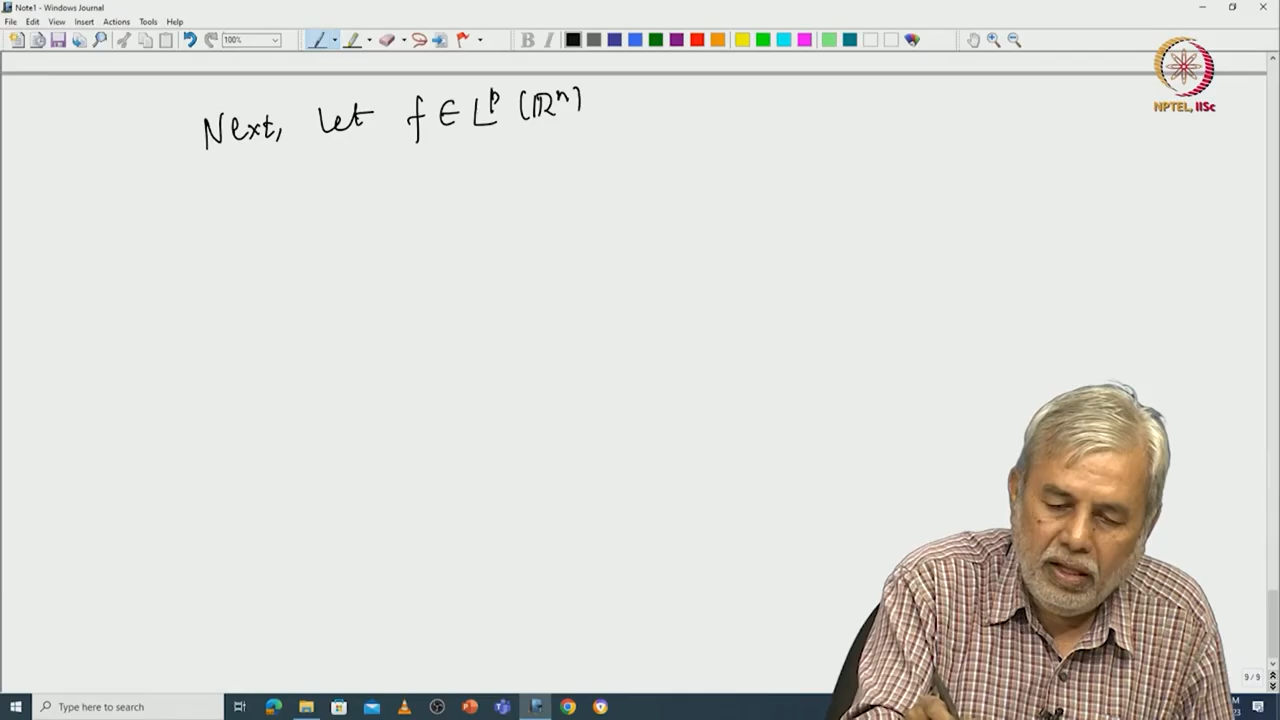 Note1 - Windows Journal
File Edit View Insert Actions Tools Help
100%
B I
NPTEL, IISc
Next, let f ∈ L^p (ℝ^n)
9 / 9
Type here to search